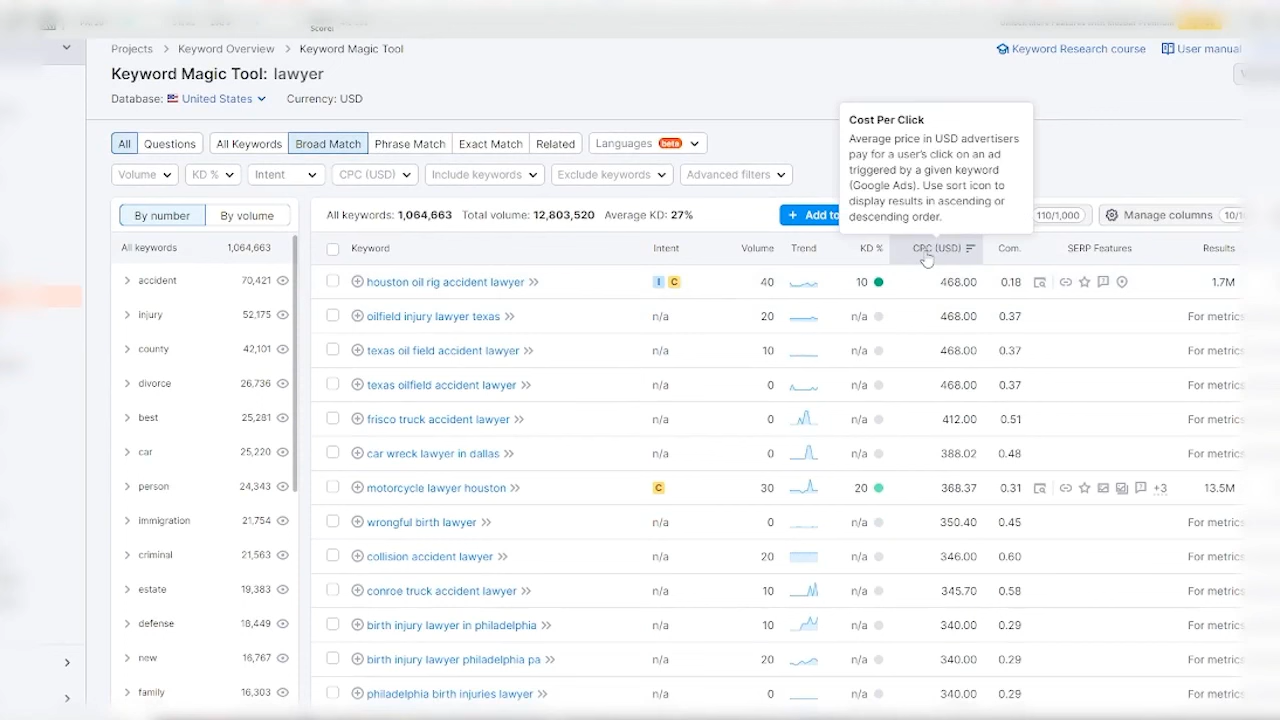 Score:
Projects > Keyword Overview > Keyword Magic Tool
Keyword Research course
User manual
Keyword Magic Tool: lawyer
Database: United States Currency: USD
Cost Per Click
Average price in USD advertisers
pay for a user's click on an ad
triggered by a given keyword
(Google Ads). Use sort icon to
display results in ascending or
descending order.
All Questions All Keywords Broad Match Phrase Match Exact Match Related Languages beta
Volume KD % Intent CPC (USD) Include keywords Exclude keywords Advanced filters
By number By volume
All keywords: 1,064,663 Total volume: 12,803,520 Average KD: 27%
+ Add to
110/1,000
Manage columns 10/1
All keywords 1,064,663
accident 70,421
injury 52,175
county 42,101
divorce 26,736
best 25,281
car 25,220
person 24,343
immigration 21,754
criminal 21,563
estate 19,383
defense 18,449
new 16,767
family 16,303
Keyword Intent Volume Trend KD % CPC (USD) Com. SERP Features Results
houston oil rig accident lawyer >> I C 40 10 468.00 0.18 1.7M
oilfield injury lawyer texas >> n/a 20 n/a 468.00 0.37 For metrics
texas oil field accident lawyer >> n/a 10 n/a 468.00 0.37 For metrics
texas oilfield accident lawyer >> n/a 0 n/a 468.00 0.37 For metrics
frisco truck accident lawyer >> n/a 0 n/a 412.00 0.51 For metrics
car wreck lawyer in dallas >> n/a 0 n/a 388.02 0.48 For metrics
motorcycle lawyer houston >> C 30 20 368.37 0.31 +3 13.5M
wrongful birth lawyer >> n/a 0 n/a 350.40 0.45 For metrics
collision accident lawyer >> n/a 20 n/a 346.00 0.60 For metrics
conroe truck accident lawyer >> n/a 10 n/a 345.70 0.58 For metrics
birth injury lawyer in philadelphia >> n/a 10 n/a 340.00 0.29 For metrics
birth injury lawyer philadelphia pa >> n/a 20 n/a 340.00 0.29 For metrics
philadelphia birth injuries lawyer >> n/a 0 n/a 340.00 0.29 For metrics